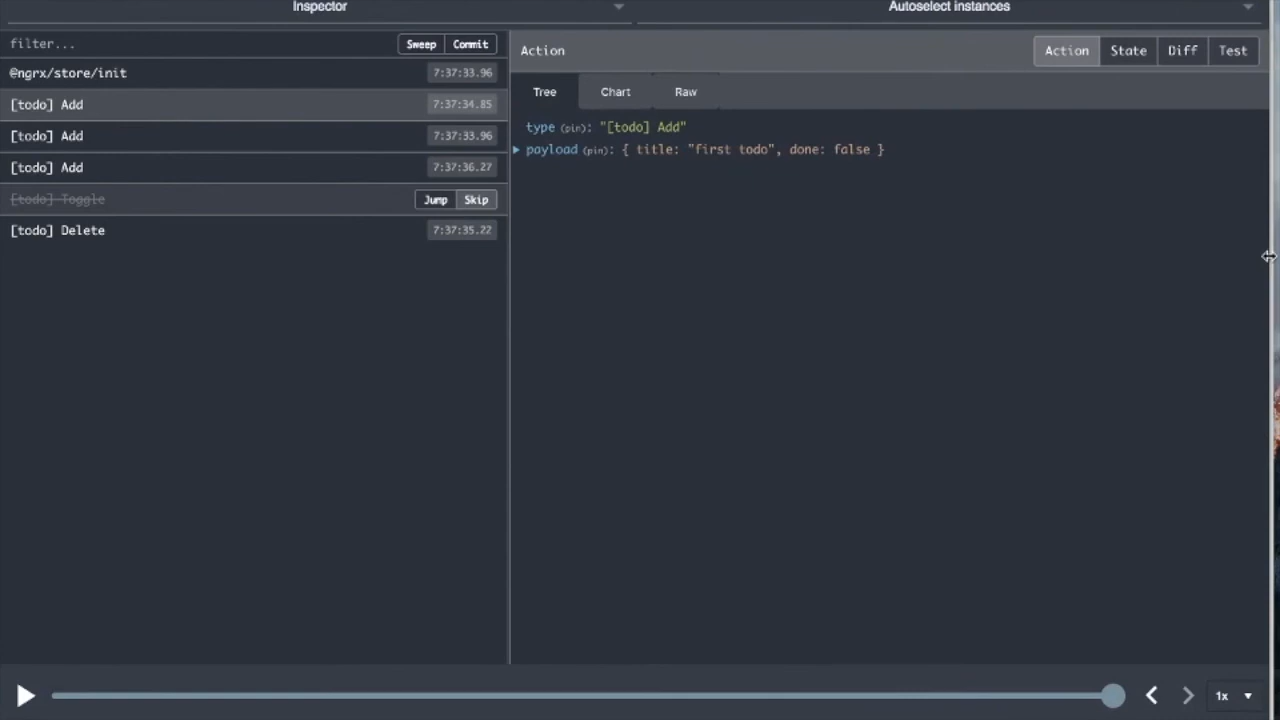 Inspector
Autoselect instances
filter...
Sweep
Commit
@ngrx/store/init
7:37:33.96
[todo] Add
7:37:34.85
[todo] Add
7:37:33.96
[todo] Add
7:37:36.27
[todo] Toggle
Jump
Skip
[todo] Delete
7:37:35.22
Action
Action
State
Diff
Test
Tree
Chart
Raw
type (pin): "[todo] Add"
payload (pin): { title: "first todo", done: false }
1x